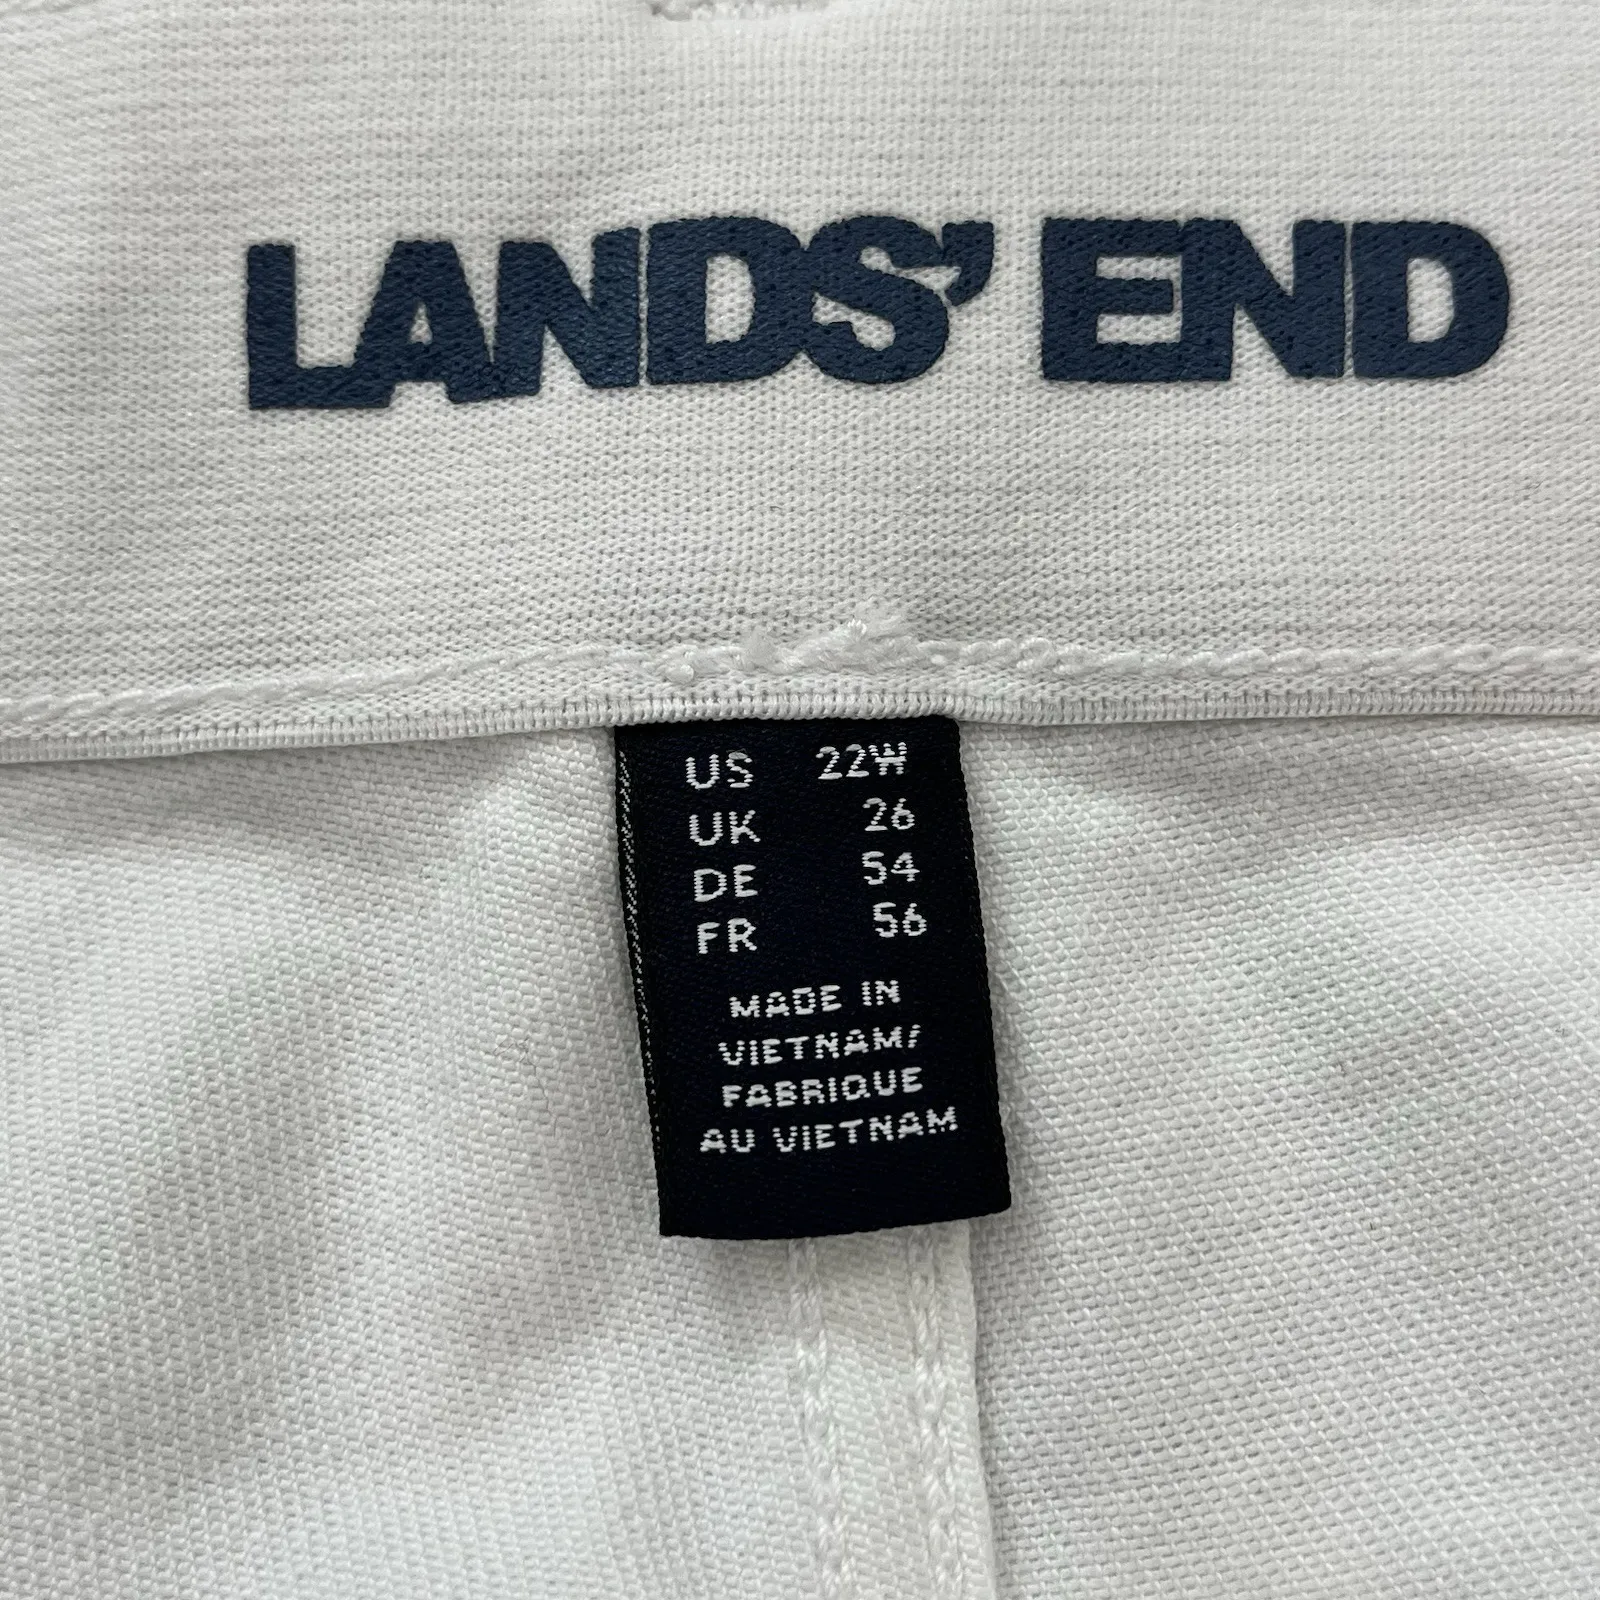 LANDS' END
US 22W
UK 26
DE 54
FR 56
MADE IN
VIETNAM/
FABRIQUE
AU VIETNAM